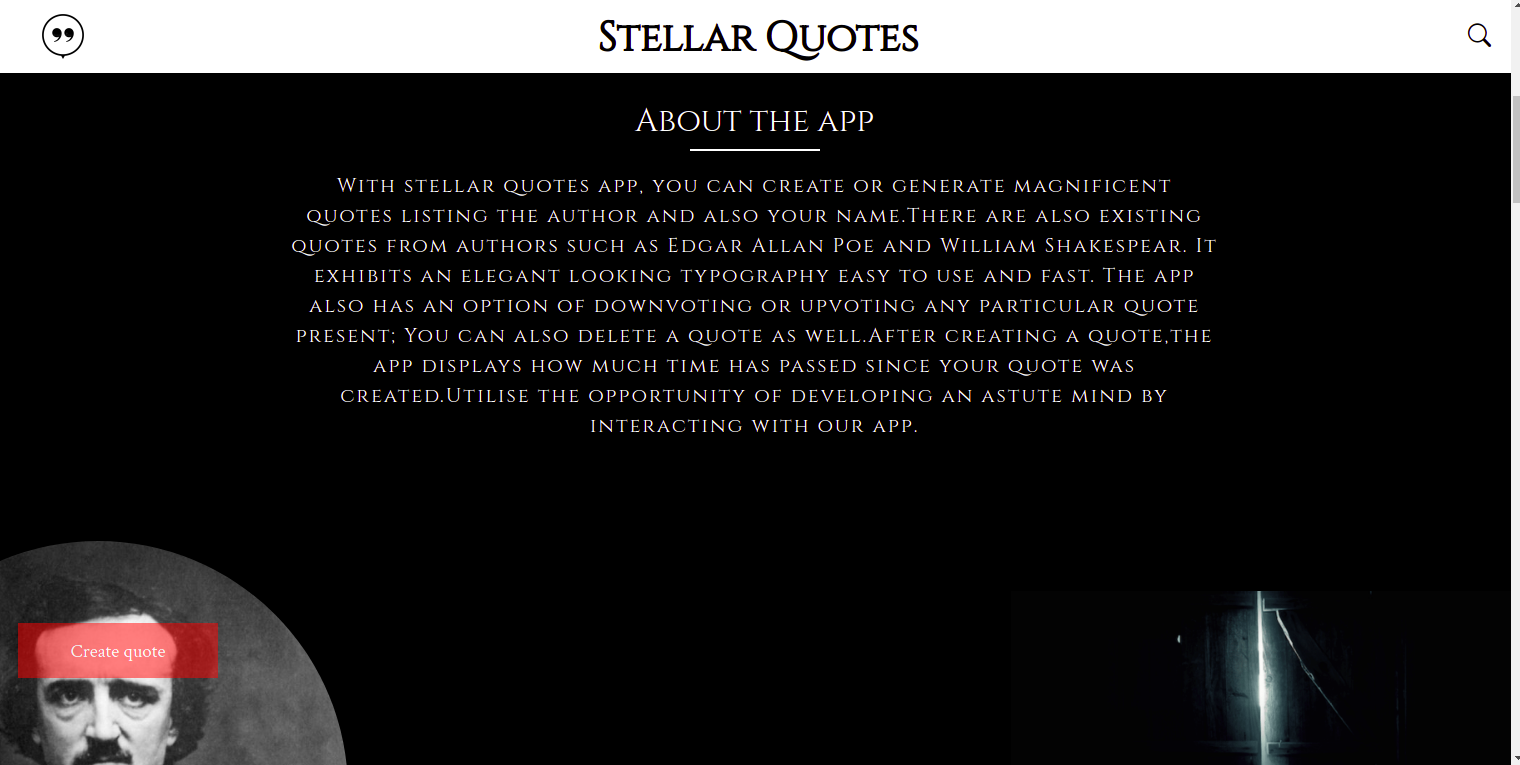 Stellar Quotes
About the app
With stellar quotes app, you can create or generate magnificent
quotes listing the author and also your name.There are also existing
quotes from authors such as Edgar Allan Poe and William Shakespear. It
exhibits an elegant looking typography easy to use and fast. The app
also has an option of downvoting or upvoting any particular quote
present; You can also delete a quote as well.After creating a quote,the
app displays how much time has passed since your quote was
created.Utilise the opportunity of developing an astute mind by
interacting with our app.
Create quote